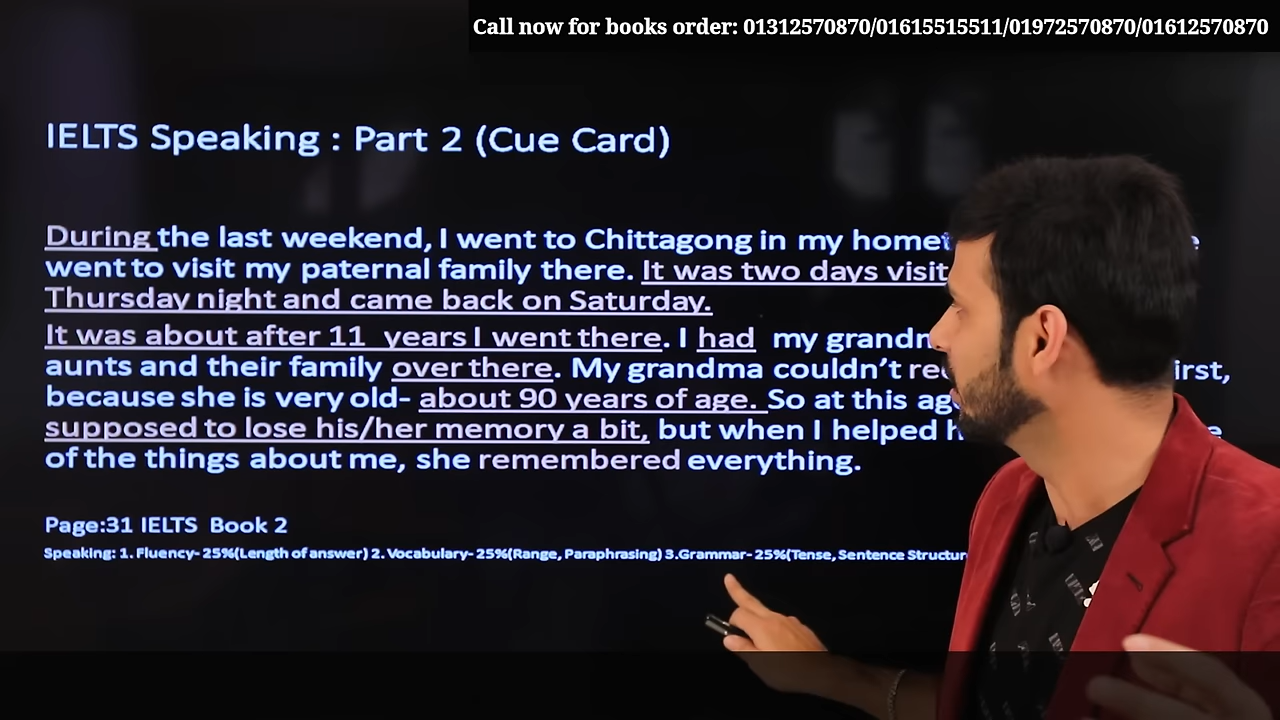 Call now for books order: 01312570870/01615515511/01972570870/01612570870
IELTS Speaking : Part 2 (Cue Card)
During the last weekend, I went to Chittagong in my
went to visit my paternal family there. It was two days visit
Thursday night and came back on Saturday.
It was about after 11 years I went there. I had my
aunts and their family over there. My grandma couldn't
because she is very old- about 90 years of age. So at this
supposed to lose his/her memory a bit, but when I helped
of the things about me, she remembered everything.
Page:31 IELTS Book 2
Speaking: 1. Fluency- 25%(Length of answer) 2. Vocabulary- 25%(Range, Paraphrasing) 3.Grammar- 25%(Tense, Sentence